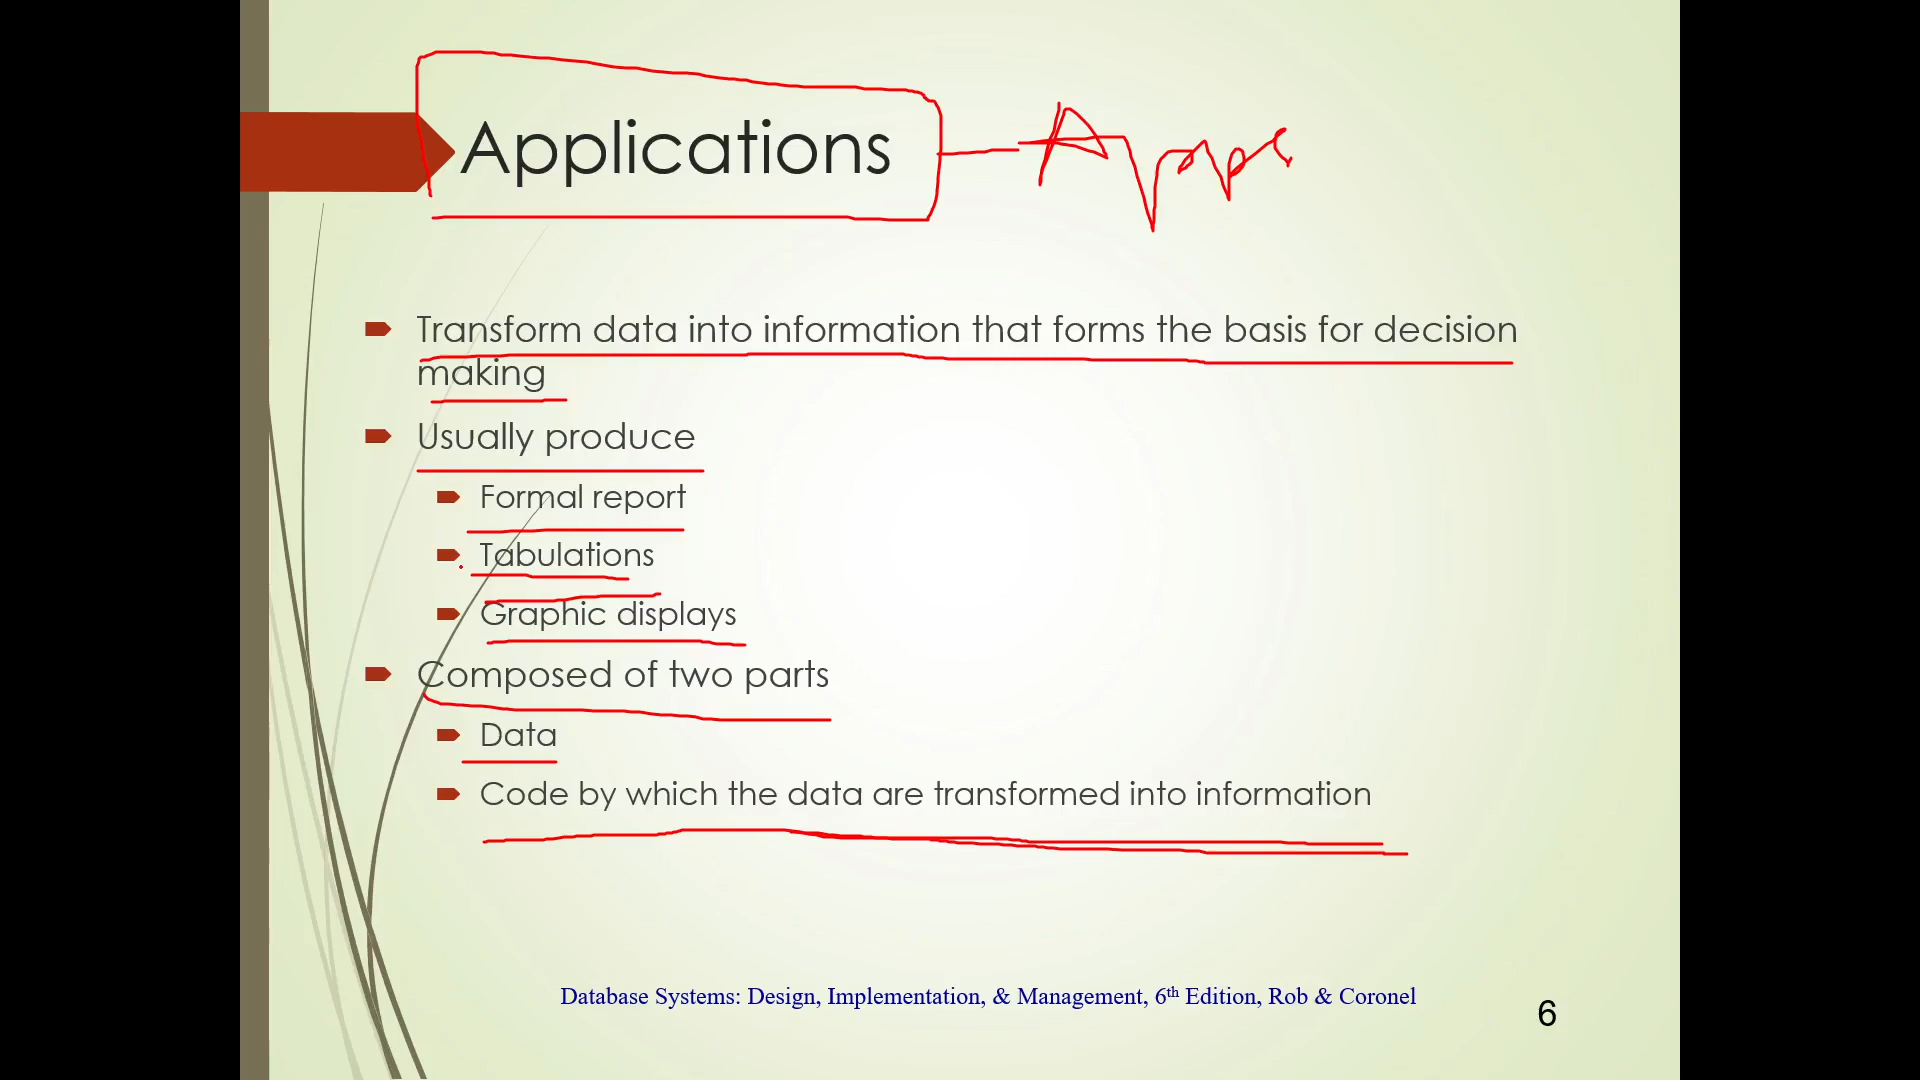 Applications
Apps
Transform data into information that forms the basis for decision
making
Usually produce
Formal report
Tabulations
Graphic displays
Composed of two parts
Data
Code by which the data are transformed into information
Database Systems: Design, Implementation, & Management, 6th Edition, Rob & Coronel
6